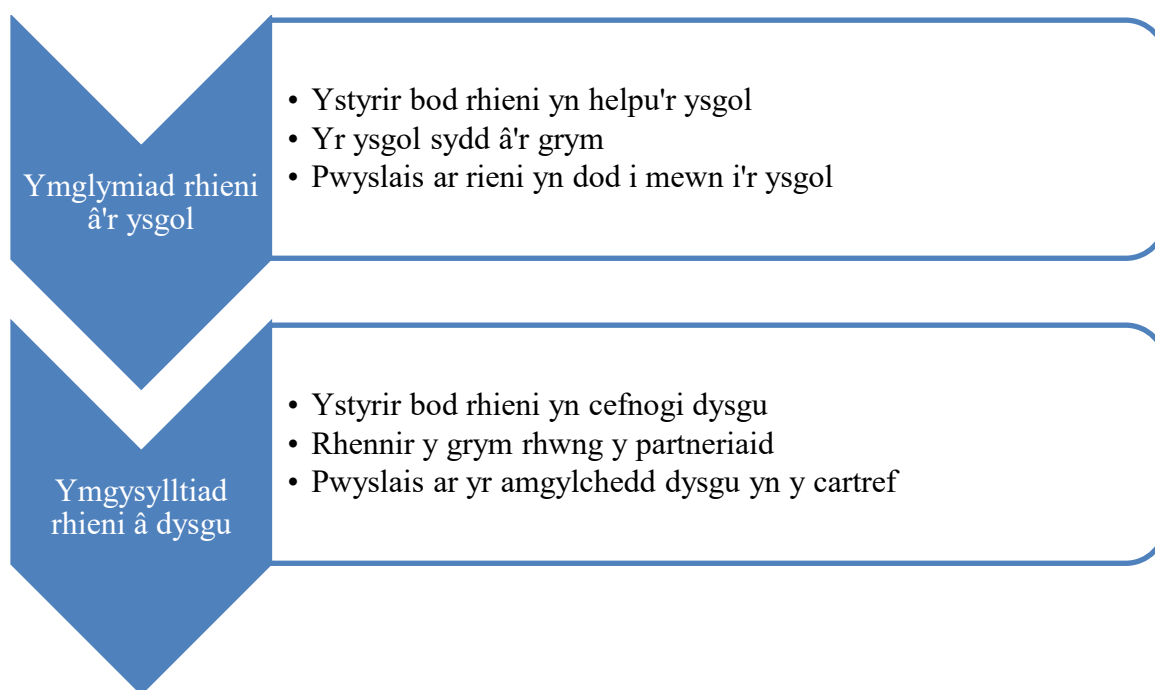 Ymglymiad rhieni
â'r ysgol
• Ystyrir bod rhieni yn helpu'r ysgol
• Yr ysgol sydd â'r grym
• Pwyslais ar rieni yn dod i mewn i'r ysgol
Ymgysylltiad
rhieni â dysgu
• Ystyrir bod rhieni yn cefnogi dysgu
• Rhennir y grym rhwng y partneriaid
• Pwyslais ar yr amgylchedd dysgu yn y cartref